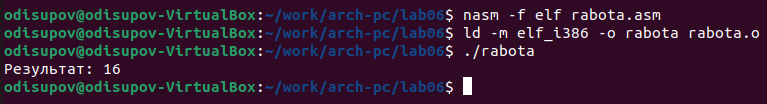 odisupov@odisupov-VirtualBox:~/work/arch-pc/lab06$ nasm -f elf rabota.asm
odisupov@odisupov-VirtualBox:~/work/arch-pc/lab06$ ld -m elf_i386 -o rabota rabota.o
odisupov@odisupov-VirtualBox:~/work/arch-pc/lab06$ ./rabota
Результат: 16
odisupov@odisupov-VirtualBox:~/work/arch-pc/lab06$